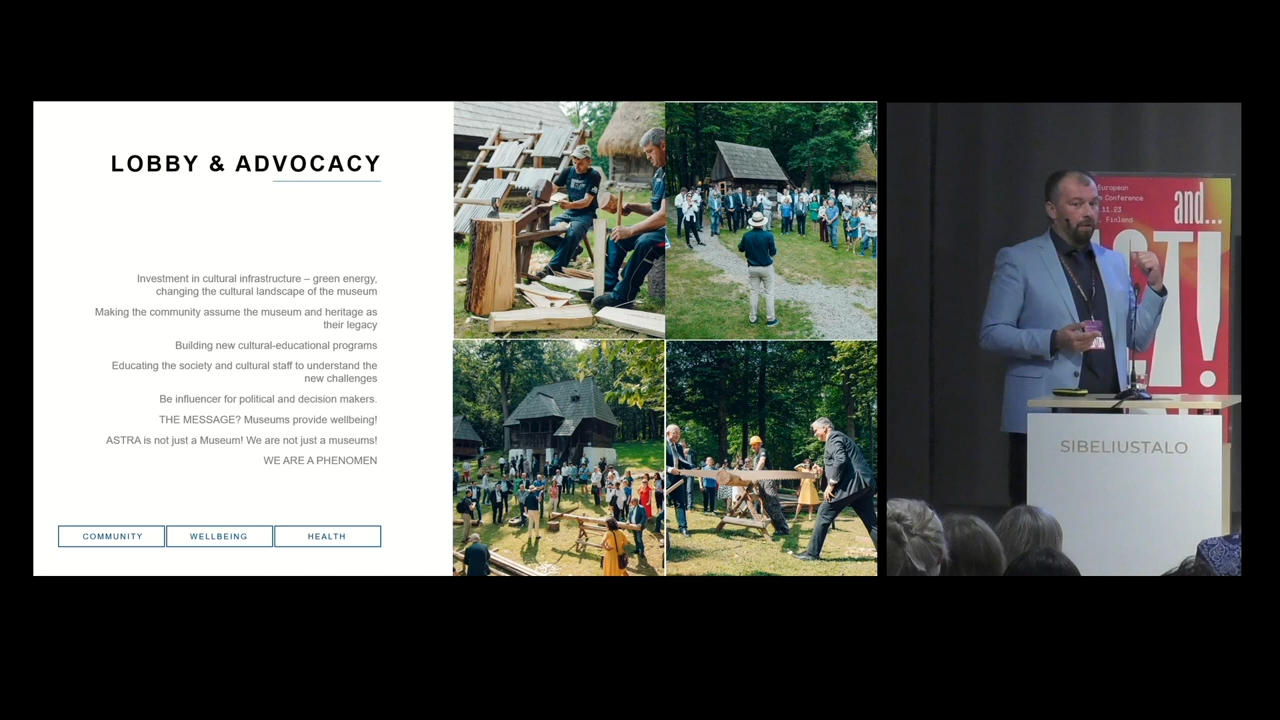 LOBBY & ADVOCACY
Investment in cultural infrastructure – green energy,
changing the cultural landscape of the museum
Making the community assume the museum and heritage as
their legacy
Building new cultural-educational programs
Educating the society and cultural staff to understand the
new challenges
Be influencer for political and decision makers.
THE MESSAGE? Museums provide wellbeing!
ASTRA is not just a Museum! We are not just a museums!
WE ARE A PHENOMEN
COMMUNITY
WELLBEING
HEALTH
European
Conference
11.23
Finland
and...
SIBELIUSTALO